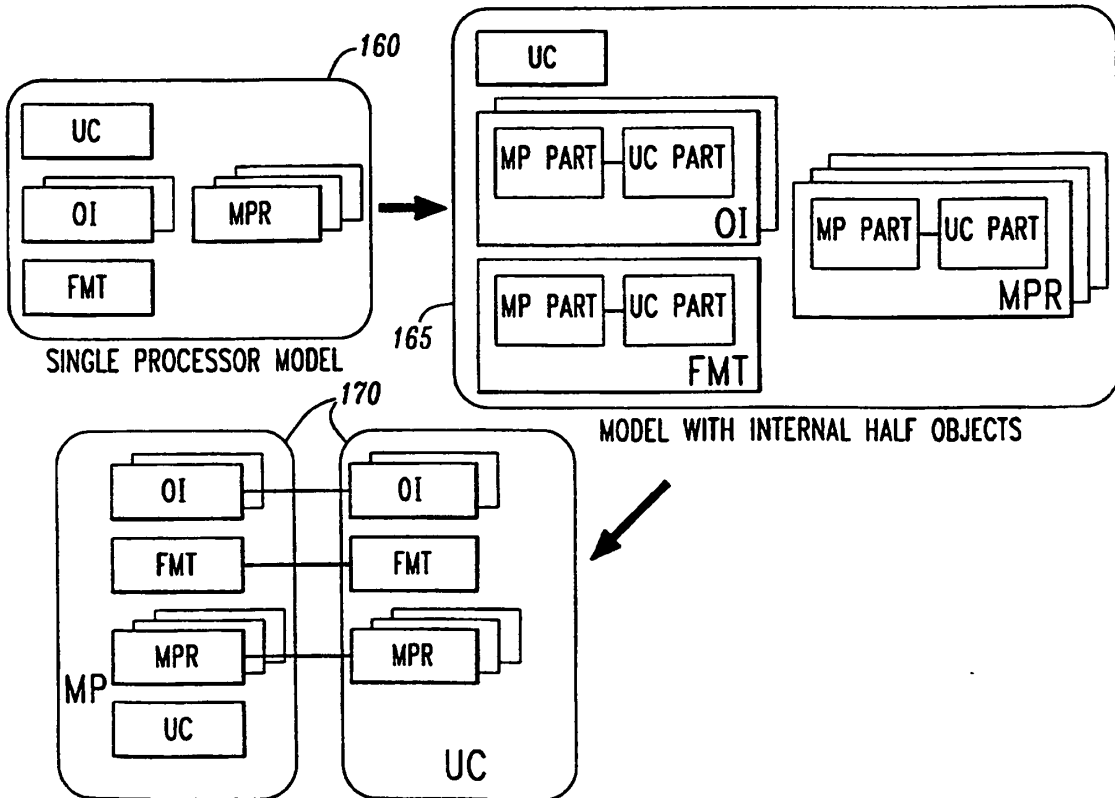 160
UC
OI
MPR
FMT
SINGLE PROCESSOR MODEL
UC
MP PART
UC PART
OI
MP PART
UC PART
MPR
165
MP PART
UC PART
FMT
MODEL WITH INTERNAL HALF OBJECTS
170
OI
OI
FMT
FMT
MPR
MPR
MP
UC
UC